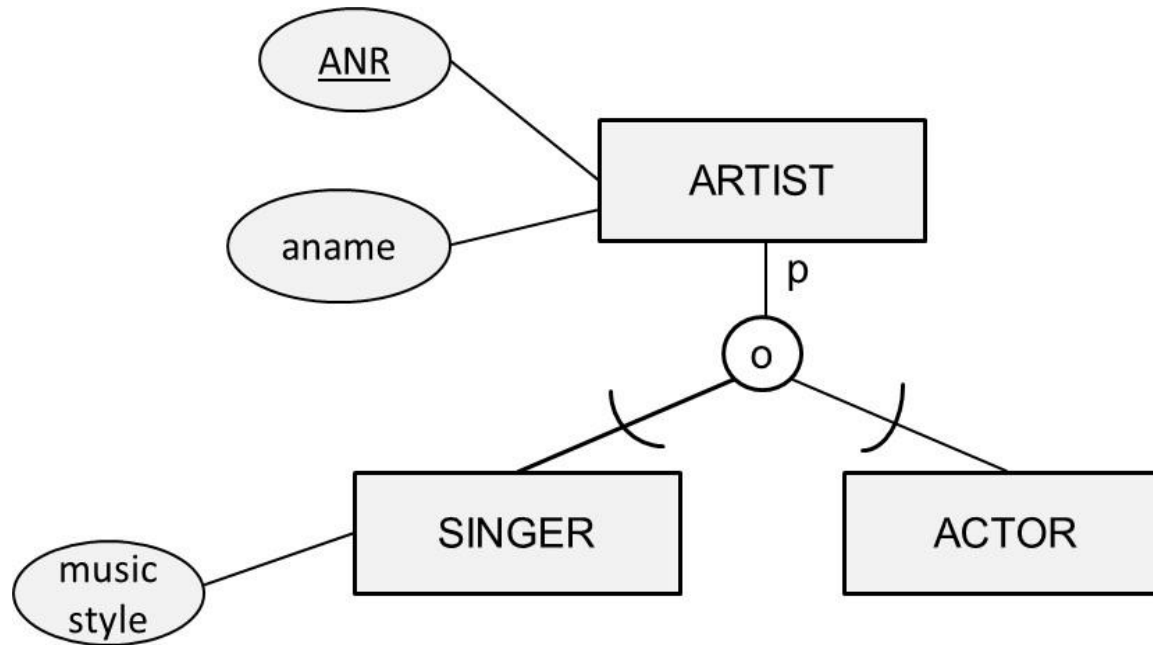 ANR
ARTIST
aname
p
o
SINGER
ACTOR
music
style